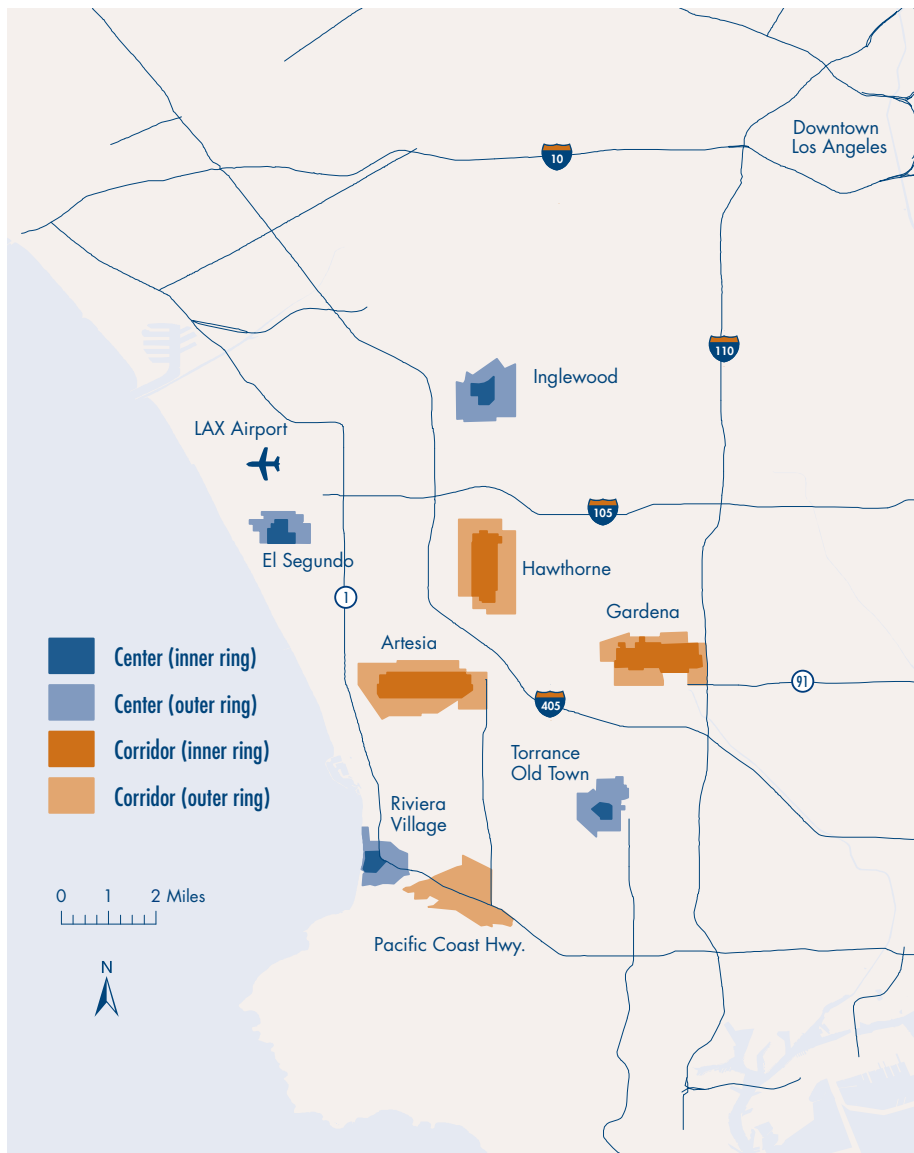 Downtown
Los Angeles
10
110
Inglewood
LAX Airport
105
El Segundo
Hawthorne
1
Gardena
Artesia
91
405
Center (inner ring)
Center (outer ring)
Corridor (inner ring)
Corridor (outer ring)
Torrance
Old Town
Riviera
Village
0 1 2 Miles
Pacific Coast Hwy.
N